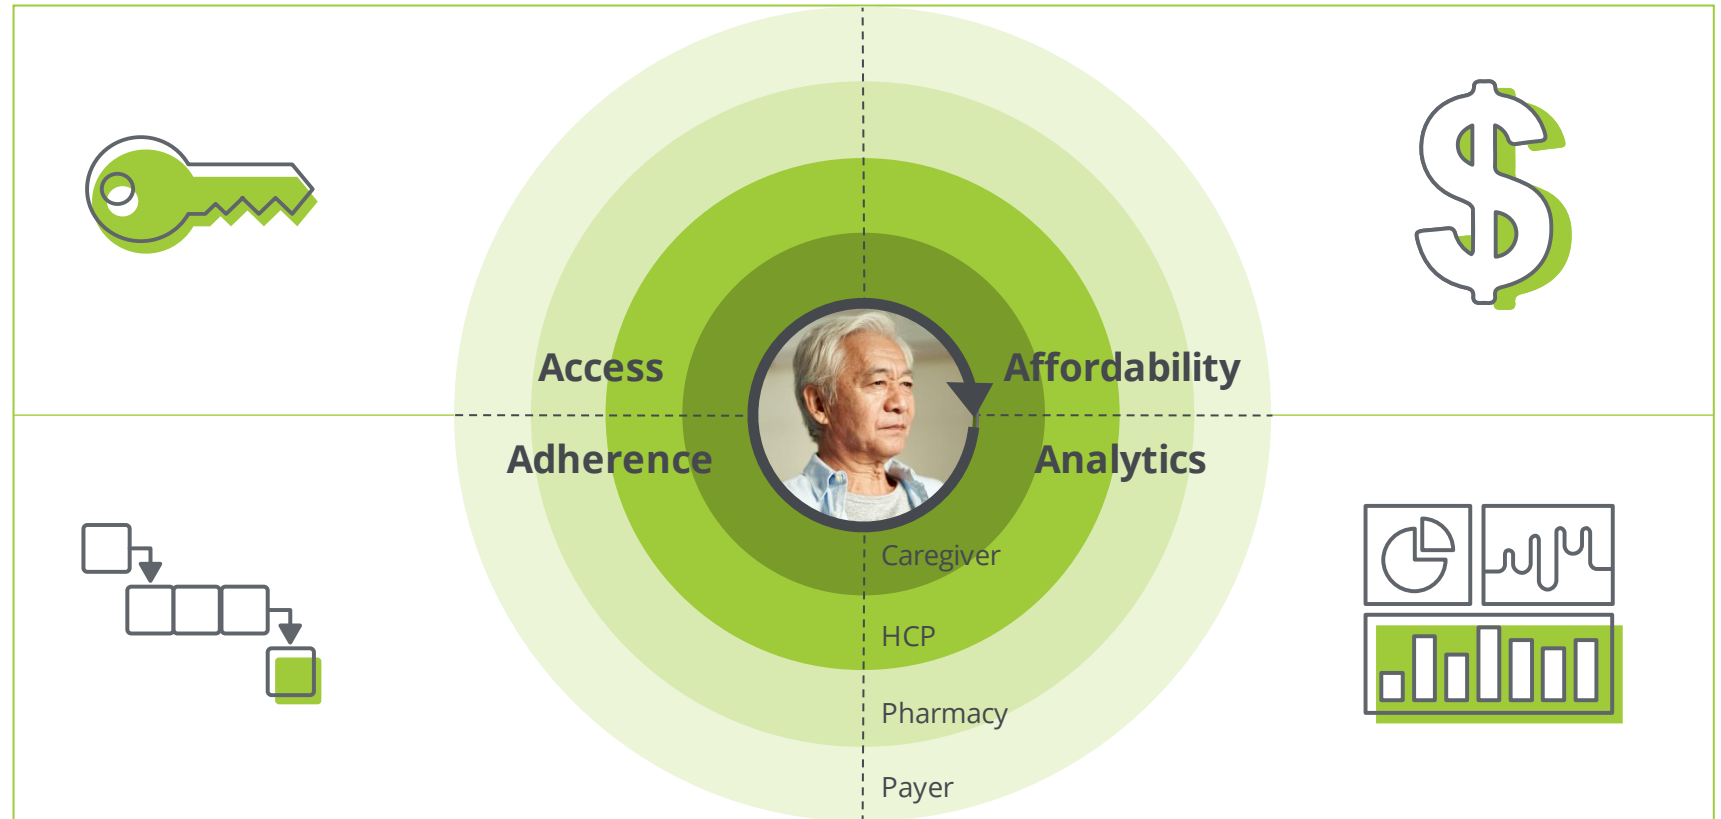 Access
Affordability
Adherence
Analytics
Caregiver
HCP
Pharmacy
Payer